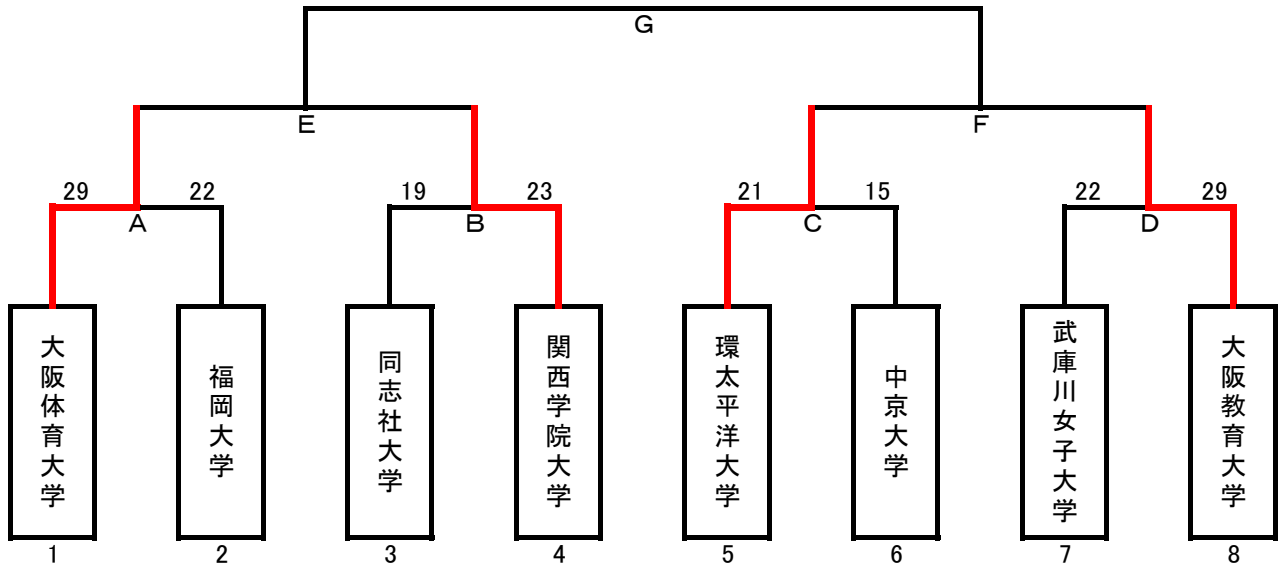 G
E
F
29
22
19
23
21
15
22
29
A
B
C
D
大阪体育大学
福岡大学
同志社大学
関西学院大学
環太平洋大学
中京大学
武庫川女子大学
大阪教育大学
1
2
3
4
5
6
7
8